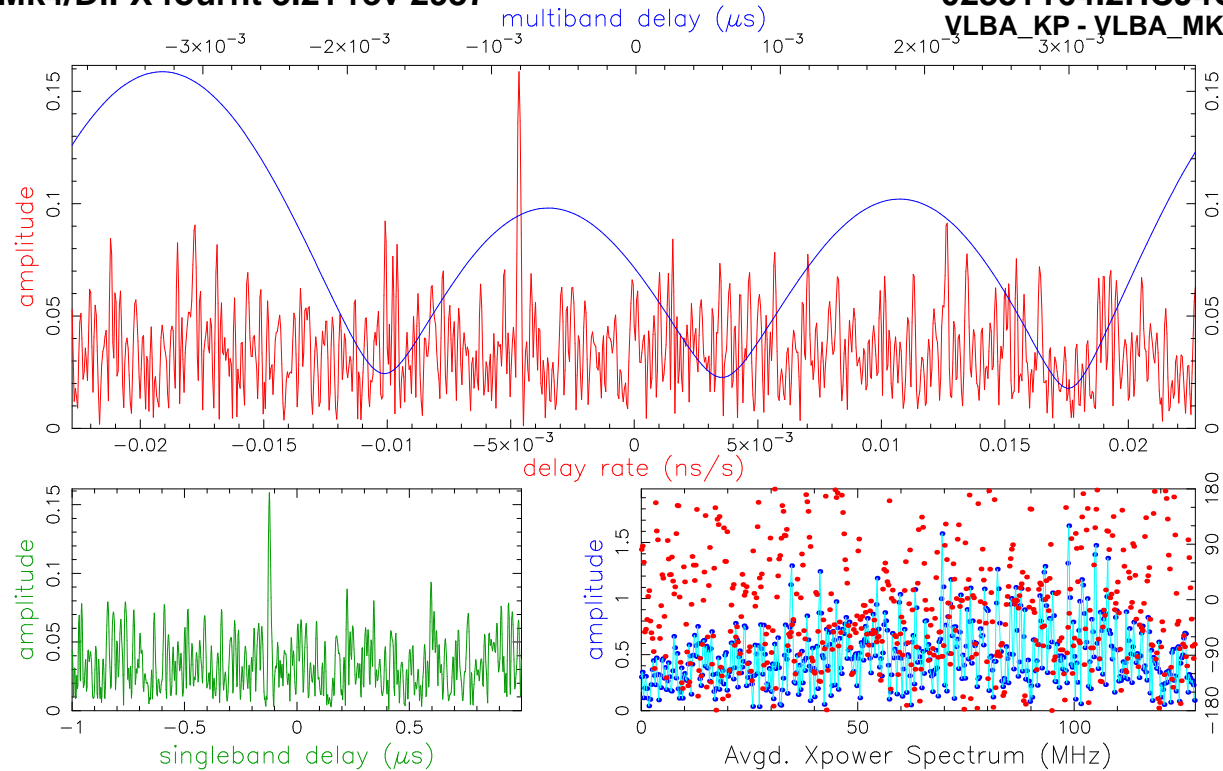 multiband delay (μs)
VLBA_KP - VLBA_MK
−3×10−3 −2×10−3 −10−3 0 10−3 2×10−3 3×10−3
0.15 0.15
0.1 0.1
0.05 0.05
0 0
amplitude
−0.02 −0.015 −0.01 −5×10−3 0 5×10−3 0.01 0.015 0.02
delay rate (ns/s)
0.15
0.1
0.05
0
amplitude
−1 −0.5 0 0.5
singleband delay (μs)
1.5
1
0.5
0
amplitude
180
90
0
−90
−180
0 50 100
Avgd. Xpower Spectrum (MHz)